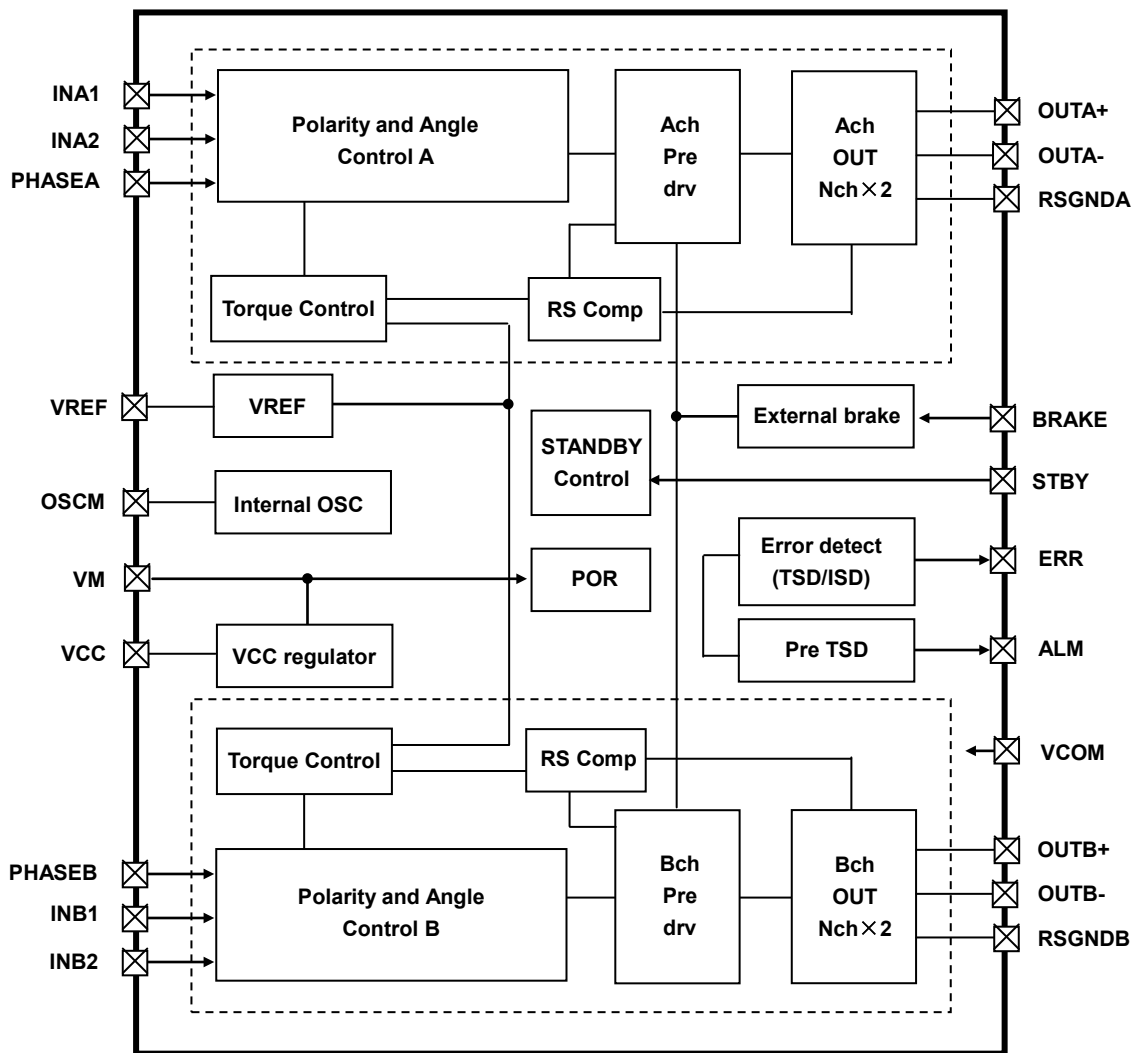 INA1
INA2
PHASEA
Polarity and Angle
Control A
Ach
Pre
drv
Ach
OUT
Nch×2
OUTA+
OUTA-
RSGNDA
Torque Control
RS Comp
VREF
VREF
External brake
BRAKE
STANDBY
Control
STBY
OSCM
Internal OSC
Error detect
(TSD/ISD)
ERR
VM
POR
VCC
VCC regulator
Pre TSD
ALM
Torque Control
RS Comp
VCOM
PHASEB
INB1
INB2
Polarity and Angle
Control B
Bch
Pre
drv
Bch
OUT
Nch×2
OUTB+
OUTB-
RSGNDB